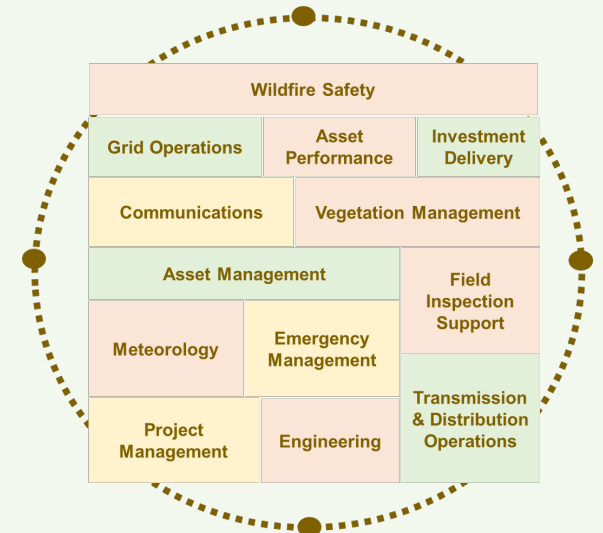 Wildfire Safety
Grid Operations
Asset
Performance
Investment
Delivery
Communications
Vegetation Management
Asset Management
Field
Inspection
Support
Meteorology
Emergency
Management
Transmission
& Distribution
Operations
Project
Management
Engineering